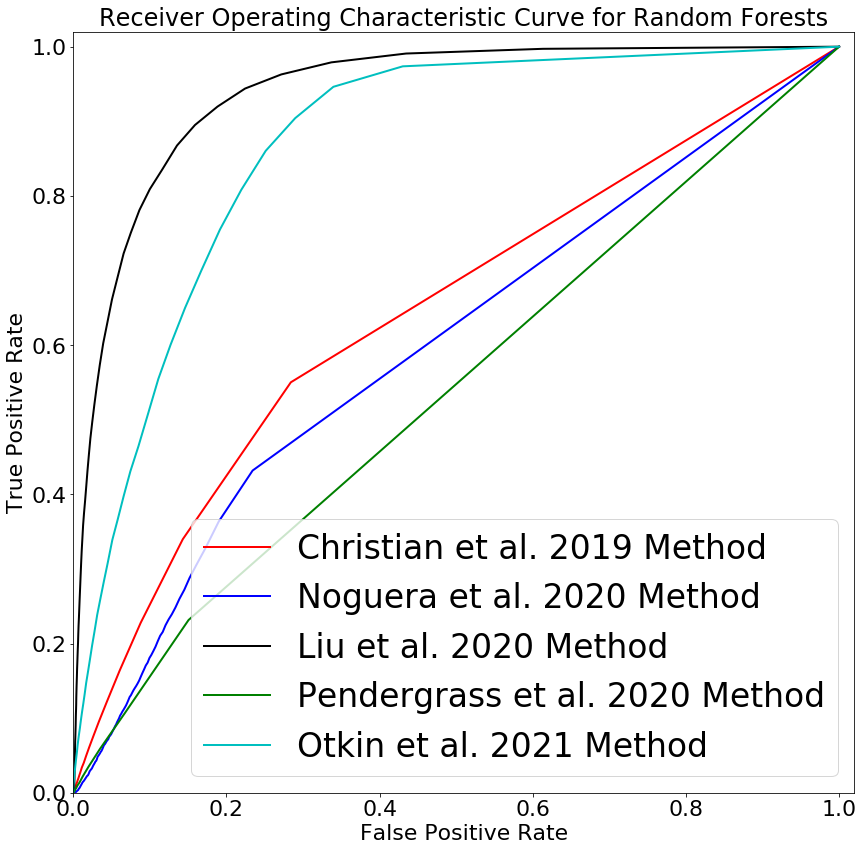 Receiver Operating Characteristic Curve for Random Forests
1.0
0.8
0.6
0.4
0.2
0.0
True Positive Rate
Christian et al. 2019 Method
Noguera et al. 2020 Method
Liu et al. 2020 Method
Pendergrass et al. 2020 Method
Otkin et al. 2021 Method
0.0 0.2 0.4 0.6 0.8 1.0
False Positive Rate